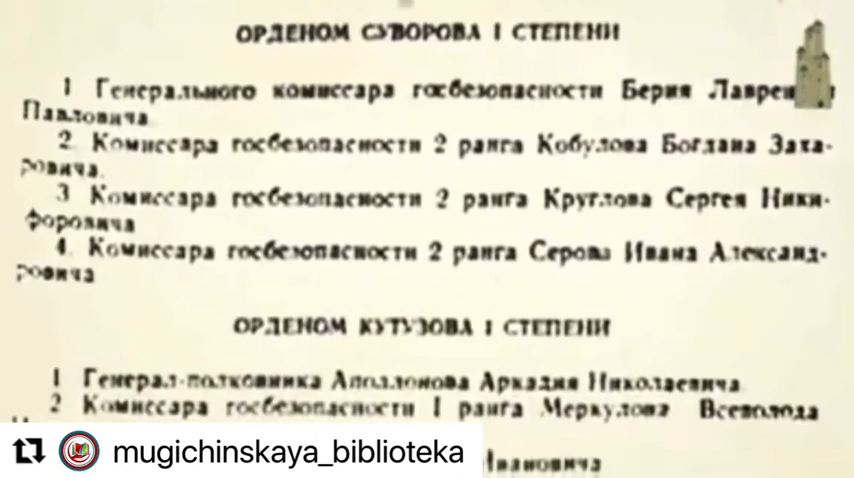 ОРДЕНОМ СУВОРОВА I СТЕПЕНИ
1 Генерального комиссара госбезопасности Берия
Павловича
2. Комиссара госбезопасности 2 ранга Кобулова Богдана Заха-
ровича.
3 Комиссара госбезопасности 2 ранга Круглова Сергея Ники-
форовича
4. Комиссара госбезопасности 2 ранга Серова Ивана Александ-
ровича
ОРДЕНОМ КУТУЗОВА I СТЕПЕНИ
1 Генерал-полковника Аполлонова Аркадия Николаевича
2 Комиссара госбезопасности I ранга Меркулова Всеволода
Ивановича
mugichinskaya_biblioteka